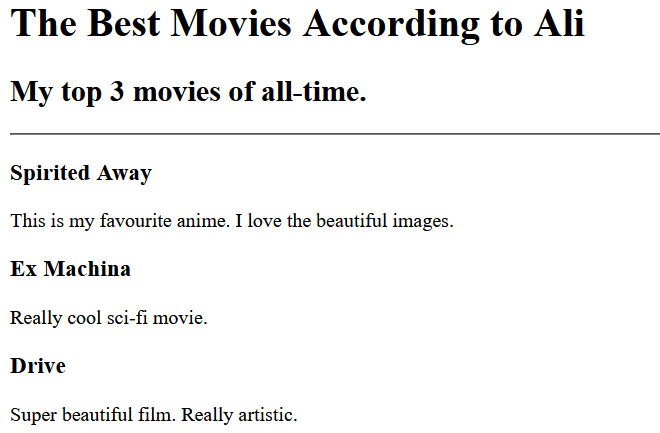 The Best Movies According to Ali
My top 3 movies of all-time.
Spirited Away
This is my favourite anime. I love the beautiful images.
Ex Machina
Really cool sci-fi movie.
Drive
Super beautiful film. Really artistic.